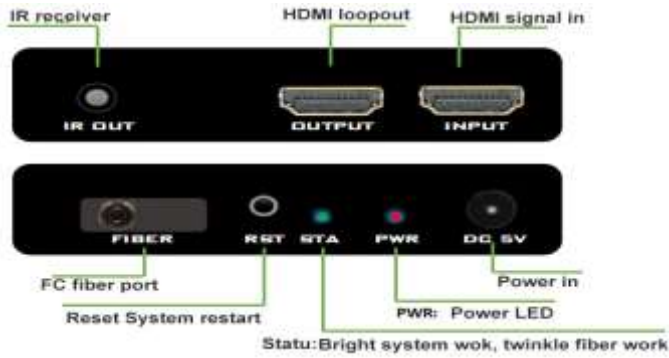 IR receiver
HDMI loopout
HDMI signal in
IR OUT
OUTPUT
INPUT
FIBER
RST
STA
PWR
DC 5V
FC fiber port
Power in
Reset System restart
PWR: Power LED
Statu:Bright system wok, twinkle fiber work